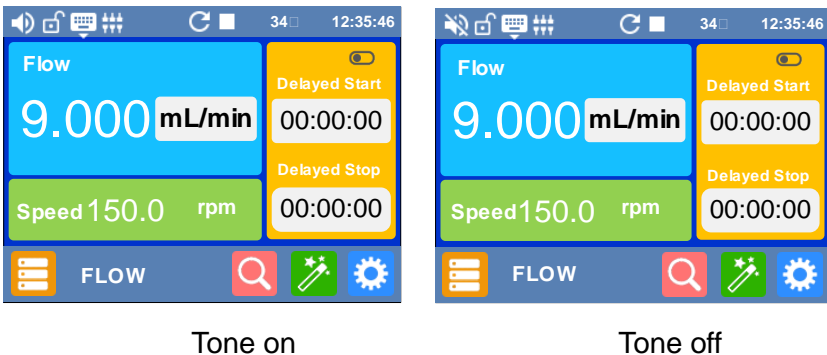 34□ 12:35:46
Flow
9.000 mL/min
Delayed Start
00:00:00
Delayed Stop
00:00:00
Speed 150.0 rpm
FLOW
34□ 12:35:46
Flow
9.000 mL/min
Delayed Start
00:00:00
Delayed Stop
00:00:00
Speed 150.0 rpm
FLOW
Tone on
Tone off